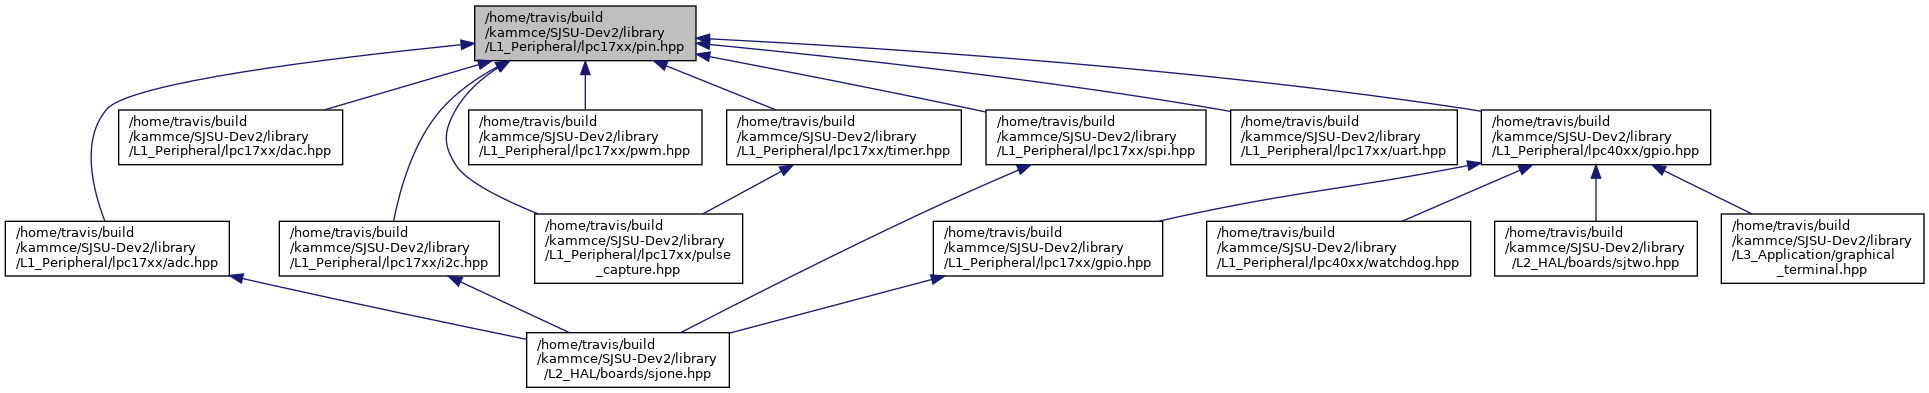 /home/travis/build
/kammce/SJSU-Dev2/library
/L1_Peripheral/lpc17xx/pin.hpp
/home/travis/build
/kammce/SJSU-Dev2/library
/L1_Peripheral/lpc17xx/dac.hpp
/home/travis/build
/kammce/SJSU-Dev2/library
/L1_Peripheral/lpc17xx/pwm.hpp
/home/travis/build
/kammce/SJSU-Dev2/library
/L1_Peripheral/lpc17xx/timer.hpp
/home/travis/build
/kammce/SJSU-Dev2/library
/L1_Peripheral/lpc17xx/spi.hpp
/home/travis/build
/kammce/SJSU-Dev2/library
/L1_Peripheral/lpc17xx/uart.hpp
/home/travis/build
/kammce/SJSU-Dev2/library
/L1_Peripheral/lpc40xx/gpio.hpp
/home/travis/build
/kammce/SJSU-Dev2/library
/L1_Peripheral/lpc17xx/adc.hpp
/home/travis/build
/kammce/SJSU-Dev2/library
/L1_Peripheral/lpc17xx/i2c.hpp
/home/travis/build
/kammce/SJSU-Dev2/library
/L1_Peripheral/lpc17xx/pulse
_capture.hpp
/home/travis/build
/kammce/SJSU-Dev2/library
/L1_Peripheral/lpc17xx/gpio.hpp
/home/travis/build
/kammce/SJSU-Dev2/library
/L1_Peripheral/lpc40xx/watchdog.hpp
/home/travis/build
/kammce/SJSU-Dev2/library
/L2_HAL/boards/sjtwo.hpp
/home/travis/build
/kammce/SJSU-Dev2/library
/L3_Application/graphical
_terminal.hpp
/home/travis/build
/kammce/SJSU-Dev2/library
/L2_HAL/boards/sjone.hpp